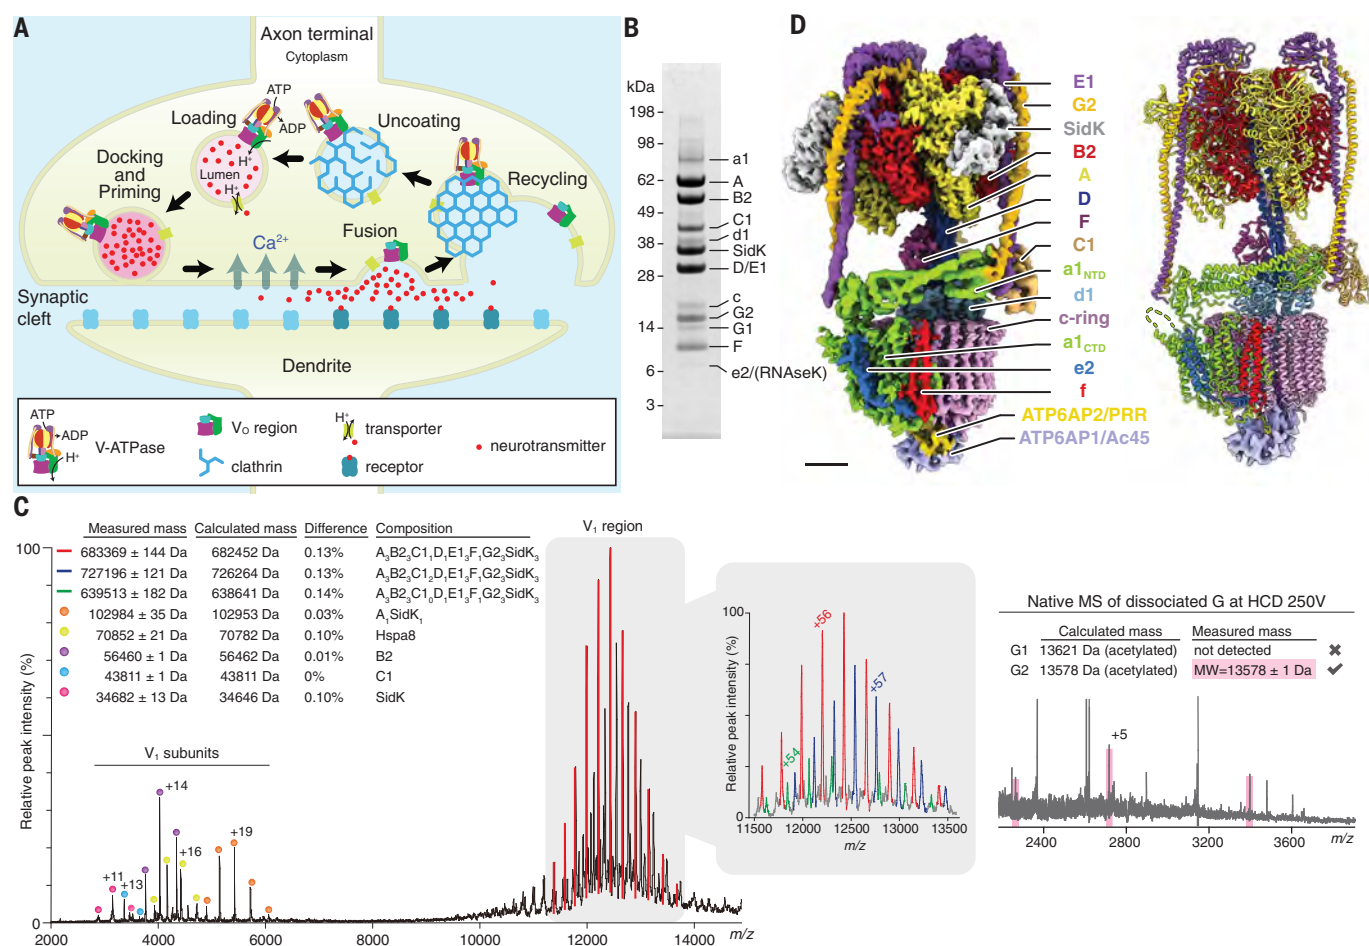 A
Axon terminal
Cytoplasm
ATP
ADP
Loading
Uncoating
H⁺
Lumen
H⁺
Docking
and
Priming
Recycling
Ca²⁺
Fusion
Synaptic
cleft
Dendrite
ATP
ADP
H⁺
V-ATPase
V₀ region
clathrin
H⁺
transporter
receptor
neurotransmitter
B
kDa
198
98
62
49
38
28
14
6
3
a1
A
B2
C1
d1
SidK
D/E1
c
G2
G1
F
e2/(RNAseK)
D
E1
G2
SidK
B2
A
D
F
C1
a1NTD
d1
c-ring
a1CTD
e2
f
ATP6AP2/PRR
ATP6AP1/Ac45
C
Measured mass Calculated mass Difference Composition
683369 ± 144 Da 682452 Da 0.13% A₃B2₃C1₁D₁E1₃F₁G2₃SidK₃
727196 ± 121 Da 726264 Da 0.13% A₃B2₃C1₂D₁E1₃F₁G2₃SidK₃
639513 ± 182 Da 638641 Da 0.14% A₃B2₃C1₀D₁E1₃F₁G2₃SidK₃
102984 ± 35 Da 102953 Da 0.03% A₁SidK₁
70852 ± 21 Da 70782 Da 0.10% Hspa8
56460 ± 1 Da 56462 Da 0.01% B2
43811 ± 1 Da 43811 Da 0% C1
34682 ± 13 Da 34646 Da 0.10% SidK
V₁ region
V₁ subunits
+11
+13
+14
+16
+19
Relative peak intensity (%)
100
0
2000 4000 6000 8000 10000 12000 14000 m/z
100
0
Relative peak intensity (%)
+54
+56
+57
11500 12000 12500 13000 13500
m/z
Native MS of dissociated G at HCD 250V
Calculated mass Measured mass
G1 13621 Da (acetylated) not detected ✖
G2 13578 Da (acetylated) MW=13578 ± 1 Da ✓
+5
2400 2800 3200 3600
m/z